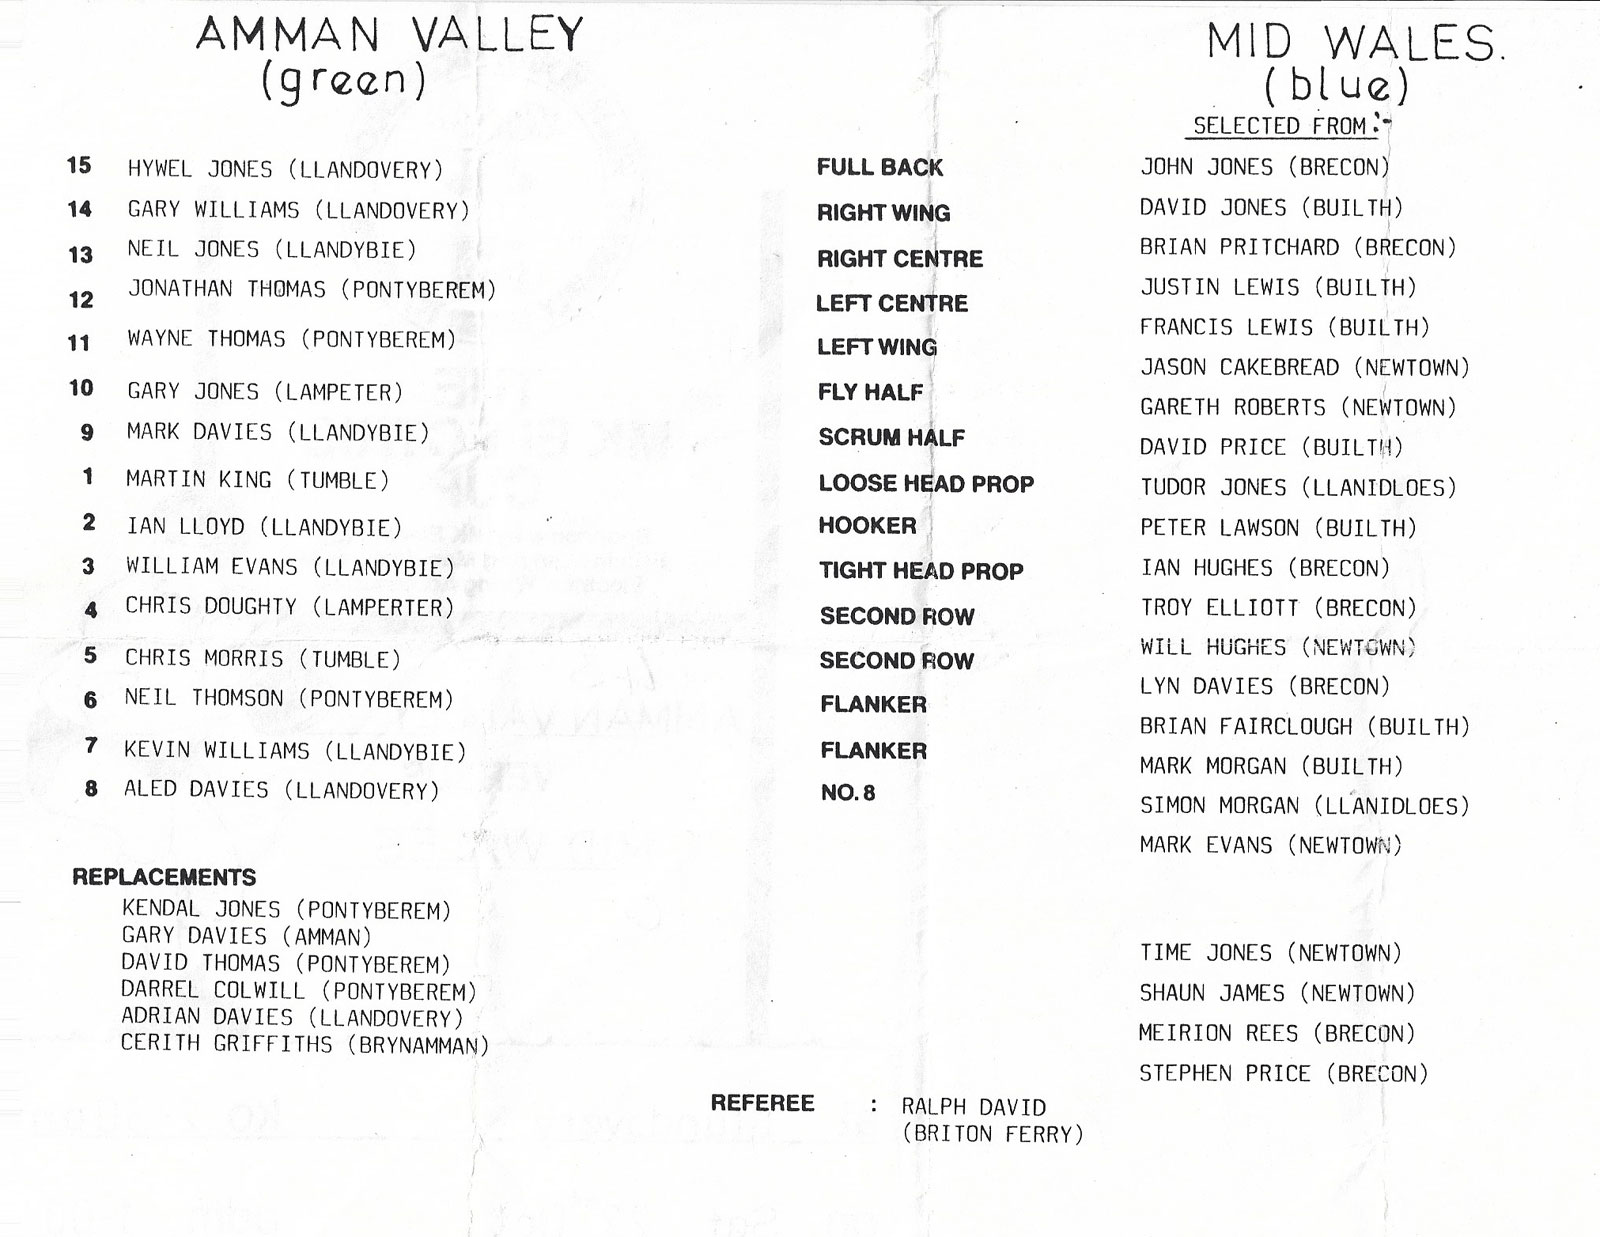 AMMAN VALLEY
(green)
15 HYWEL JONES (LLANDOVERY)
14 GARY WILLIAMS (LLANDOVERY)
13 NEIL JONES (LLANDYBIE)
12 JONATHAN THOMAS (PONTYBEREM)
11 WAYNE THOMAS (PONTYBEREM)
10 GARY JONES (LAMPETER)
9 MARK DAVIES (LLANDYBIE)
1 MARTIN KING (TUMBLE)
2 IAN LLOYD (LLANDYBIE)
3 WILLIAM EVANS (LLANDYBIE)
4 CHRIS DOUGHTY (LAMPERTER)
5 CHRIS MORRIS (TUMBLE)
6 NEIL THOMSON (PONTYBEREM)
7 KEVIN WILLIAMS (LLANDYBIE)
8 ALED DAVIES (LLANDOVERY)
REPLACEMENTS
KENDAL JONES (PONTYBEREM)
GARY DAVIES (AMMAN)
DAVID THOMAS (PONTYBEREM)
DARREL COLWILL (PONTYBEREM)
ADRIAN DAVIES (LLANDOVERY)
CERITH GRIFFITHS (BRYNAMMAN)
FULL BACK
RIGHT WING
RIGHT CENTRE
LEFT CENTRE
LEFT WING
FLY HALF
SCRUM HALF
LOOSE HEAD PROP
HOOKER
TIGHT HEAD PROP
SECOND ROW
SECOND ROW
FLANKER
FLANKER
NO. 8
REFEREE : RALPH DAVID
(BRITON FERRY)
MID WALES.
(blue)
SELECTED FROM:-
JOHN JONES (BRECON)
DAVID JONES (BUILTH)
BRIAN PRITCHARD (BRECON)
JUSTIN LEWIS (BUILTH)
FRANCIS LEWIS (BUILTH)
JASON CAKEBREAD (NEWTOWN)
GARETH ROBERTS (NEWTOWN)
DAVID PRICE (BUILTH)
TUDOR JONES (LLANIDLOES)
PETER LAWSON (BUILTH)
IAN HUGHES (BRECON)
TROY ELLIOTT (BRECON)
WILL HUGHES (NEWTOWN)
LYN DAVIES (BRECON)
BRIAN FAIRCLOUGH (BUILTH)
MARK MORGAN (BUILTH)
SIMON MORGAN (LLANIDLOES)
MARK EVANS (NEWTOWN)
TIME JONES (NEWTOWN)
SHAUN JAMES (NEWTOWN)
MEIRION REES (BRECON)
STEPHEN PRICE (BRECON)